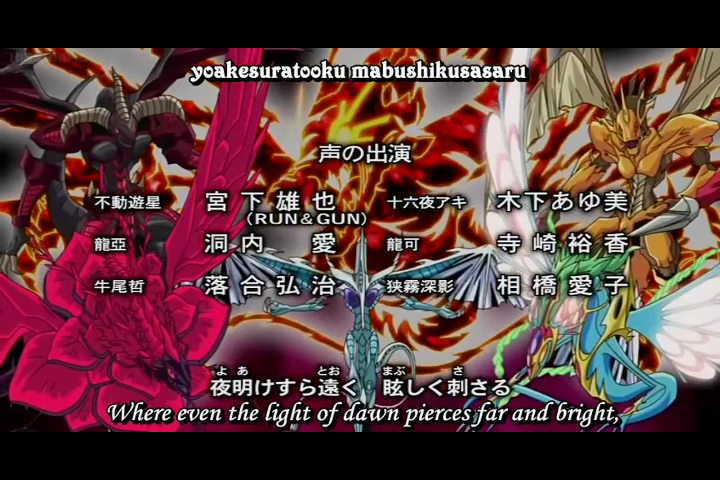 yoakesuratooku mabushikusasaru
声の出演
不動遊星 宮下雄也 十六夜アキ 木下あゆ美
(RUN&GUN)
龍亞 洞内 愛 龍可 寺崎裕香
牛尾哲 落合弘治 狭霧深影 相橋愛子
よ あ とお まぶ さ
夜明けすら遠く 眩しく刺さる
Where even the light of dawn pierces far and bright,